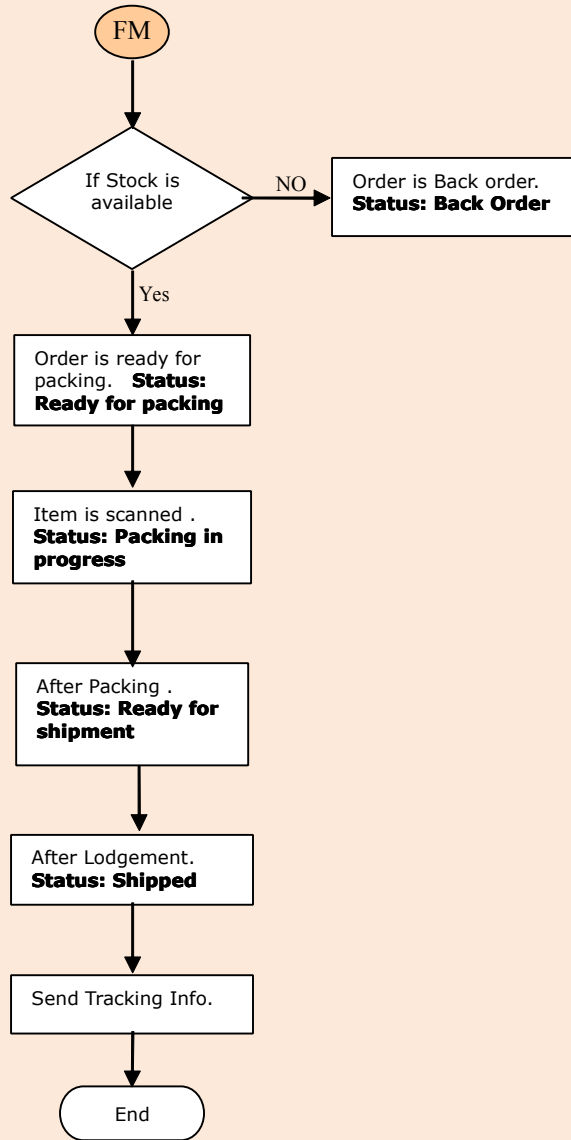 FM
If Stock is
available
NO
Order is Back order.
Status: Back Order
Yes
Order is ready for
packing. Status:
Ready for packing
Item is scanned .
Status: Packing in
progress
After Packing .
Status: Ready for
shipment
After Lodgement.
Status: Shipped
Send Tracking Info.
End